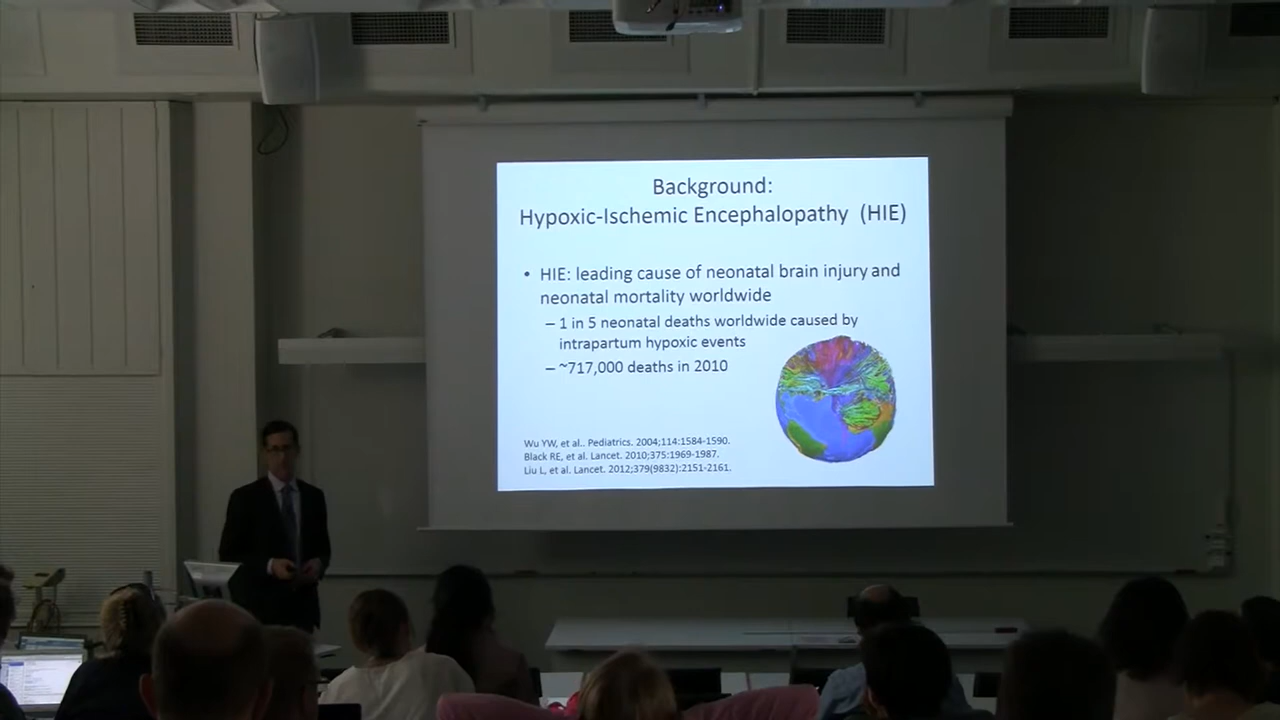 Background:
Hypoxic-Ischemic Encephalopathy (HIE)
• HIE: leading cause of neonatal brain injury and
neonatal mortality worldwide
– 1 in 5 neonatal deaths worldwide caused by
intrapartum hypoxic events
– ~717,000 deaths in 2010
Wu YW, et al.. Pediatrics. 2004;114:1584-1590.
Black RE, et al. Lancet. 2010;375:1969-1987.
Liu L, et al. Lancet. 2012;379(9832):2151-2161.